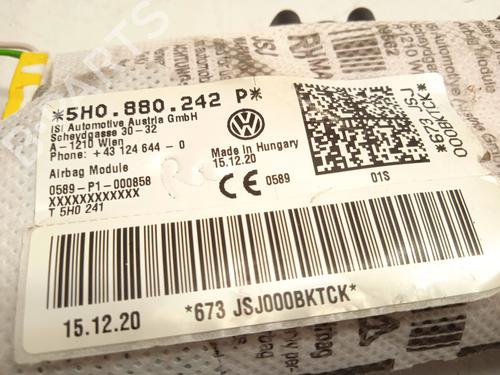 *5H0.880.242 P*
ISI Automotive Austria GmbH
Scheydgasse 30-32
A-1210 Wien
Phone: +43 124 644 - 0
Airbag Module
0589-P1-000858
XXXXXXXXXXXX
T 5H0 241
Made in Hungary
15.12.20
CE 0589
01S
*673 JSJ
000BKTCK*
15.12.20
*673 JSJ000BKTCK*